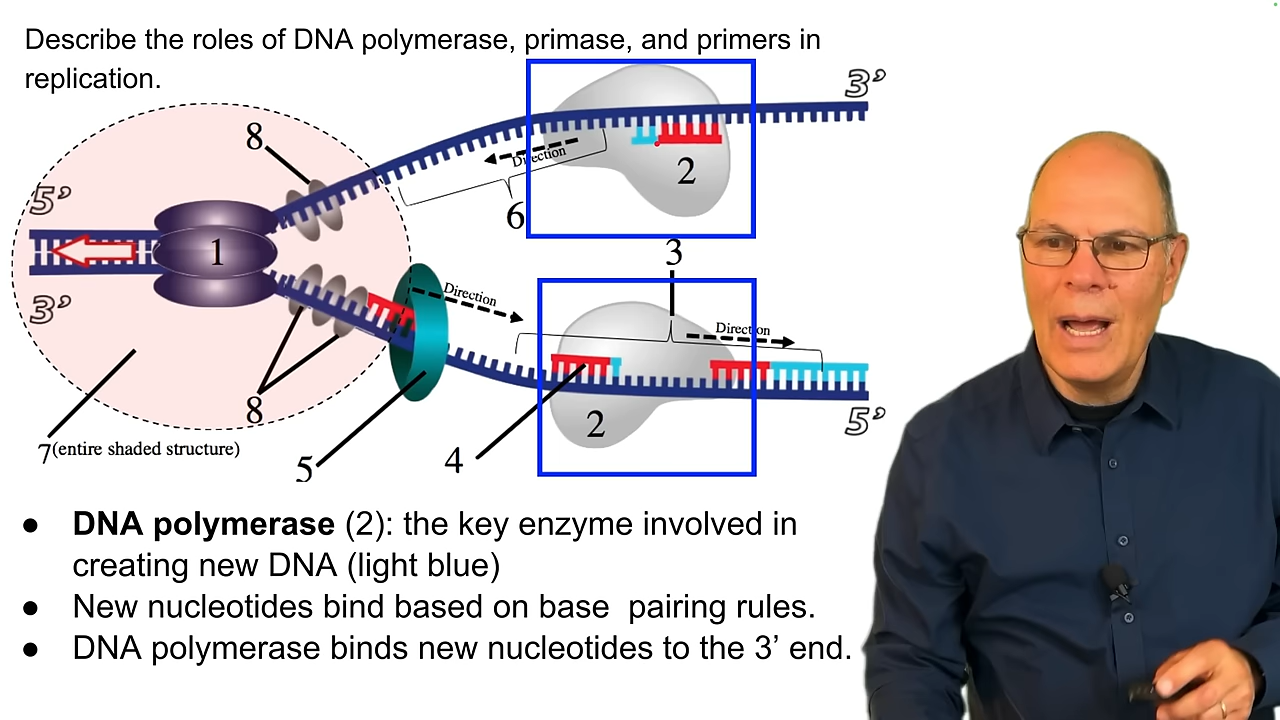 Describe the roles of DNA polymerase, primase, and primers in
replication.
3’
8
Direction
2
5’
6
1
3
3’
Direction
Direction
8
2
5’
7(entire shaded structure)
5
4
● DNA polymerase (2): the key enzyme involved in
creating new DNA (light blue)
● New nucleotides bind based on base pairing rules.
● DNA polymerase binds new nucleotides to the 3’ end.